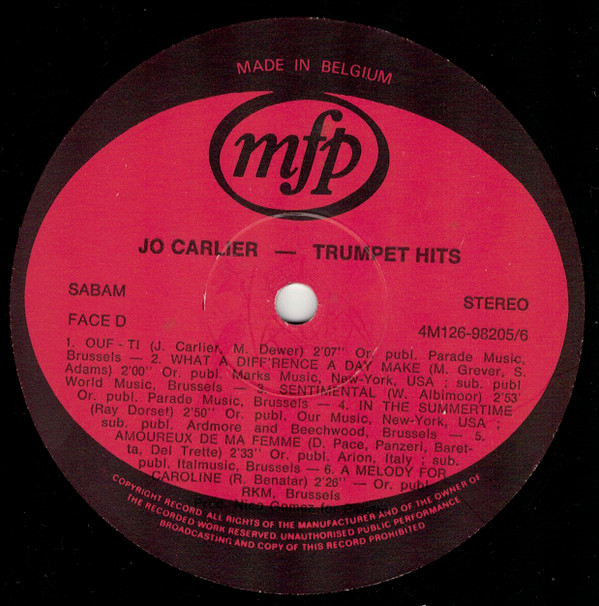 MADE IN BELGIUM
mfp
JO CARLIER — TRUMPET HITS
SABAM
STEREO
FACE D
4M126-98205/6
1. OUF - TI (J. Carlier, M. Dewer) 2'07'' Or. publ. Parade Music,
Brussels — 2. WHAT A DIFF'RENCE A DAY MAKE (M. Grever, S.
Adams) 2'00'' Or. publ. Marks Music, New-York, USA ; sub. publ.
World Music, Brussels — 3. SENTIMENTAL (W. Albimoor) 2'53'
Or. publ. Parade Music, Brussels — 4. IN THE SUMMERTIME
(Ray Dorset) 2'50'' Or. publ. Our Music, New-York, USA ;
sub. publ. Ardmore and Beechwood, Brussels — 5.
AMOUREUX DE MA FEMME (D. Pace, Panzeri, Baret-
ta, Del Trette) 2'33'' Or. publ. Arion, Italy ; sub.
publ. Italmusic, Brussels — 6. A MELODY FOR
CAROLINE (R. Benatar) 2'26'' — Or. publ.
RKM, Brussels
Nico Gomez
COPYRIGHT RECORD. ALL RIGHTS OF THE MANUFACTURER AND OF THE OWNER OF
THE RECORDED WORK RESERVED. UNAUTHORISED PUBLIC PERFORMANCE
BROADCASTING AND COPY OF THIS RECORD PROHIBITED